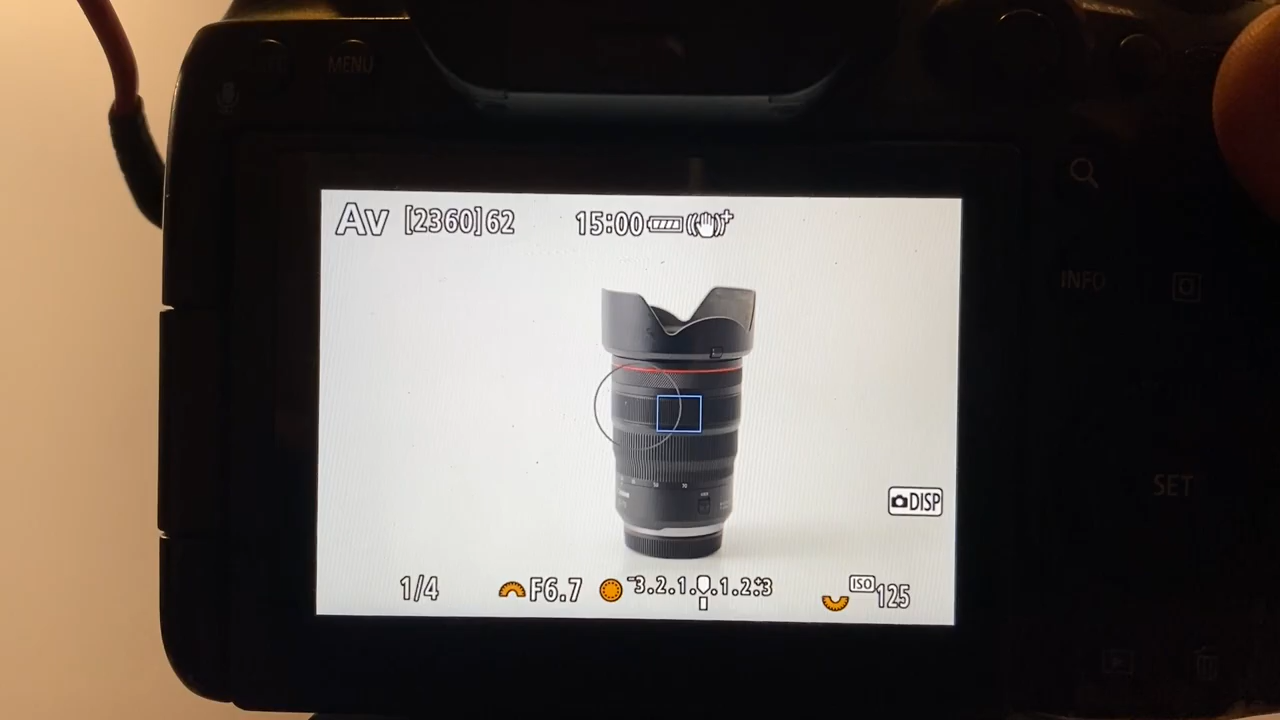 MENU
Av [2360]62 15:00
INFO
DISP
SET
1/4 F6.7 -3.2.1.0.1.2.+3 ISO 125